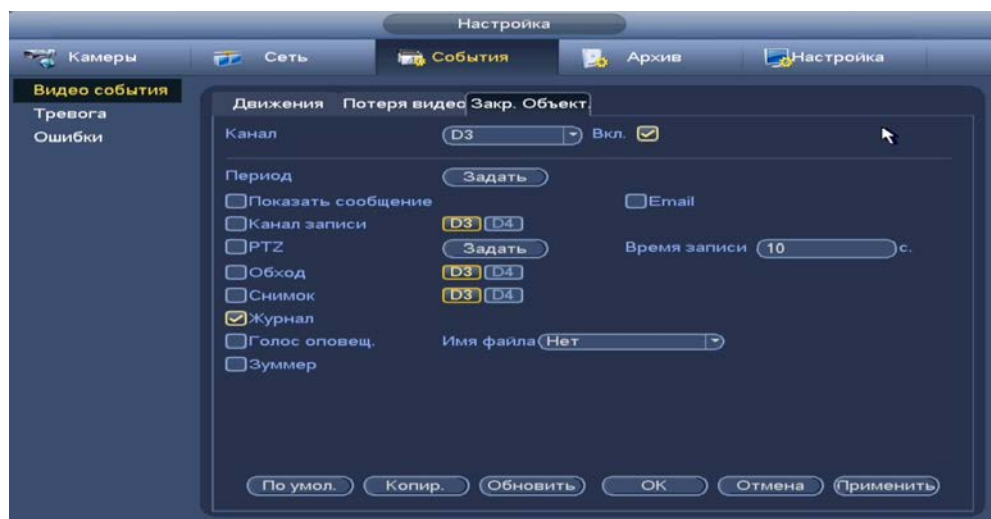 Настройка
Камеры Сеть События Архив Настройка
Видео события
Тревога
Ошибки
Движения Потеря видео Закр. Объект.
Канал D3 Вкл.
Период Задать
Показать сообщение Email
Канал записи D3 D4
PTZ Задать Время записи 10 с.
Обход D3 D4
Снимок D3 D4
Журнал
Голос оповещ. Имя файла Нет
Зуммер
По умол. Копир. Обновить ОК Отмена Применить